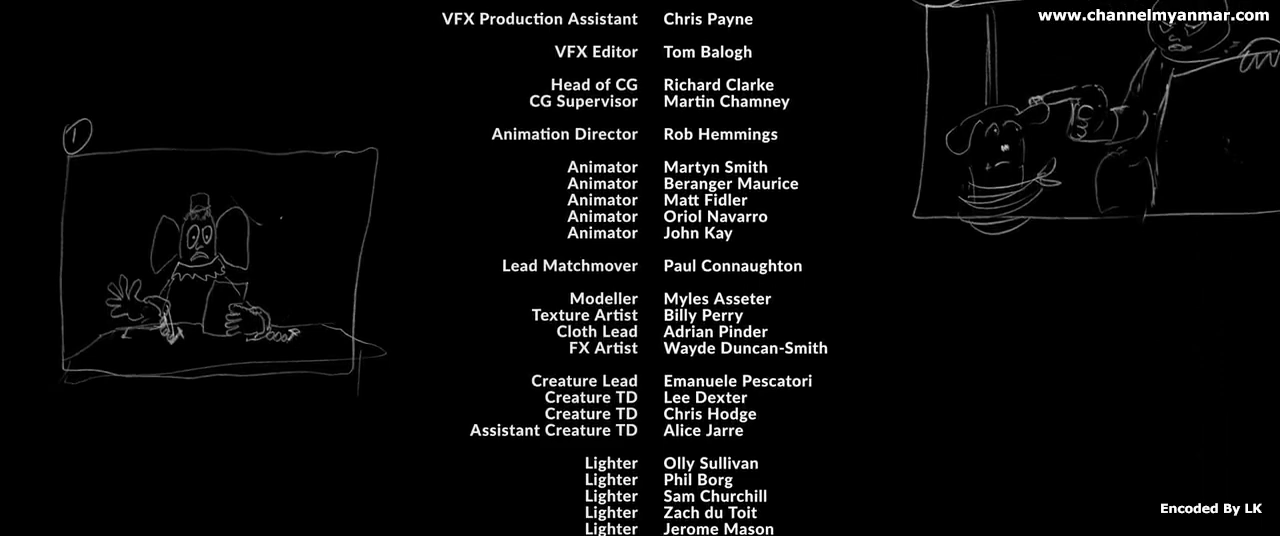 www.channelmyanmar.com
VFX Production Assistant Chris Payne
VFX Editor Tom Balogh
Head of CG Richard Clarke
CG Supervisor Martin Chamney
Animation Director Rob Hemmings
1
Animator Martyn Smith
Animator Beranger Maurice
Animator Matt Fidler
Animator Oriol Navarro
Animator John Kay
Lead Matchmover Paul Connaughton
Modeller Myles Asseter
Texture Artist Billy Perry
Cloth Lead Adrian Pinder
FX Artist Wayde Duncan-Smith
Creature Lead Emanuele Pescatori
Creature TD Lee Dexter
Creature TD Chris Hodge
Assistant Creature TD Alice Jarre
Lighter Olly Sullivan
Lighter Phil Borg
Lighter Sam Churchill
Lighter Zach du Toit
Lighter Jerome Mason
Encoded By LK